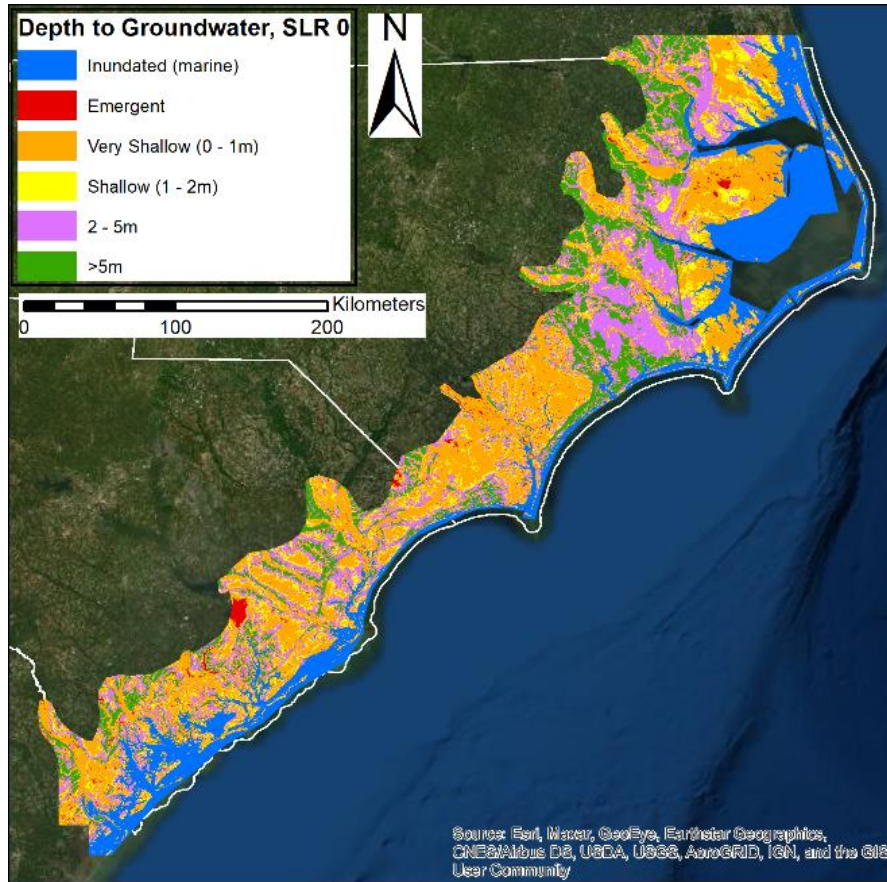 Depth to Groundwater, SLR 0
Inundated (marine)
Emergent
Very Shallow (0 - 1m)
Shallow (1 - 2m)
2 - 5m
>5m
N
Kilometers
0 100 200
Source: Esri, Maxar, GeoEye, Earthstar Geographics,
CNES/Airbus DS, USDA, USGS, AeroGRID, IGN, and the GIS
User Community